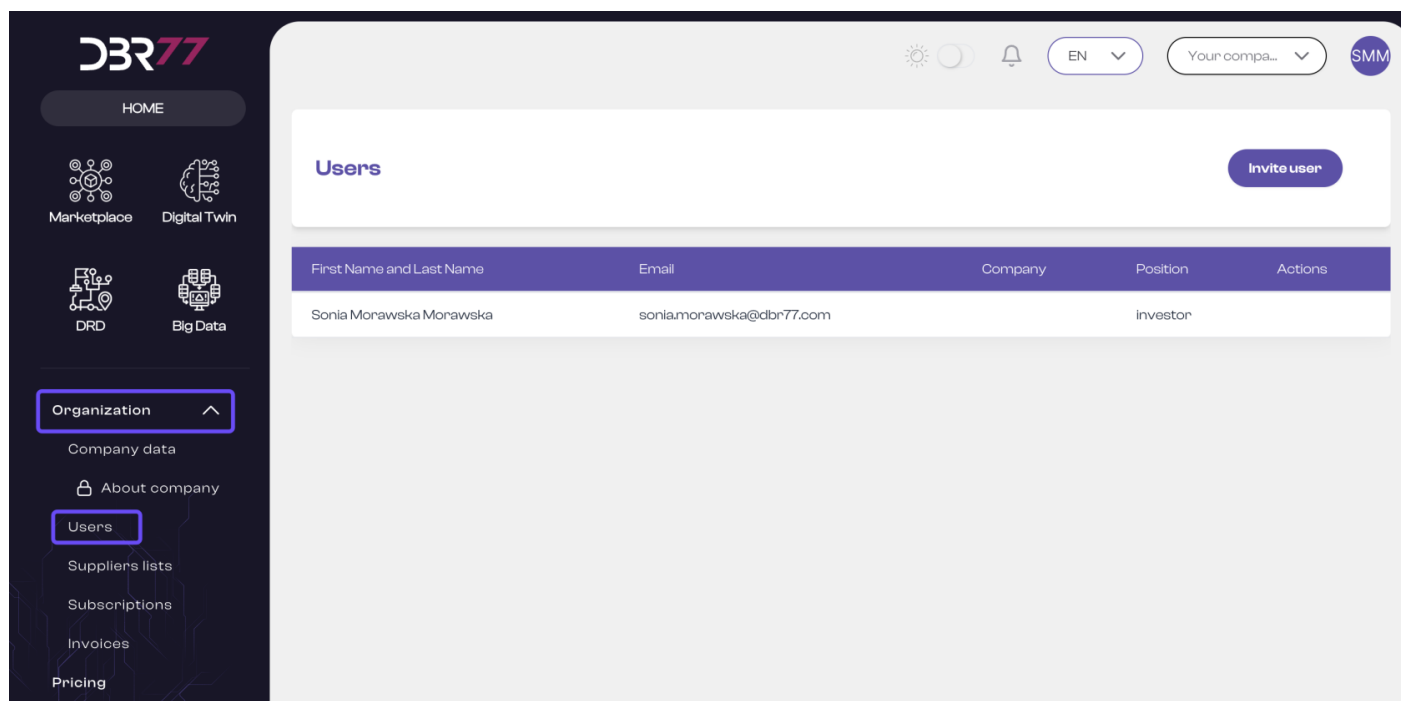 DBR77
EN
Your compa...
SMM
HOME
Marketplace
Digital Twin
DRD
Big Data
Organization
Company data
About company
Users
Suppliers lists
Subscriptions
Invoices
Pricing
Users
Invite user
First Name and Last Name Email Company Position Actions
Sonia Morawska Morawska sonia.morawska@dbr77.com investor